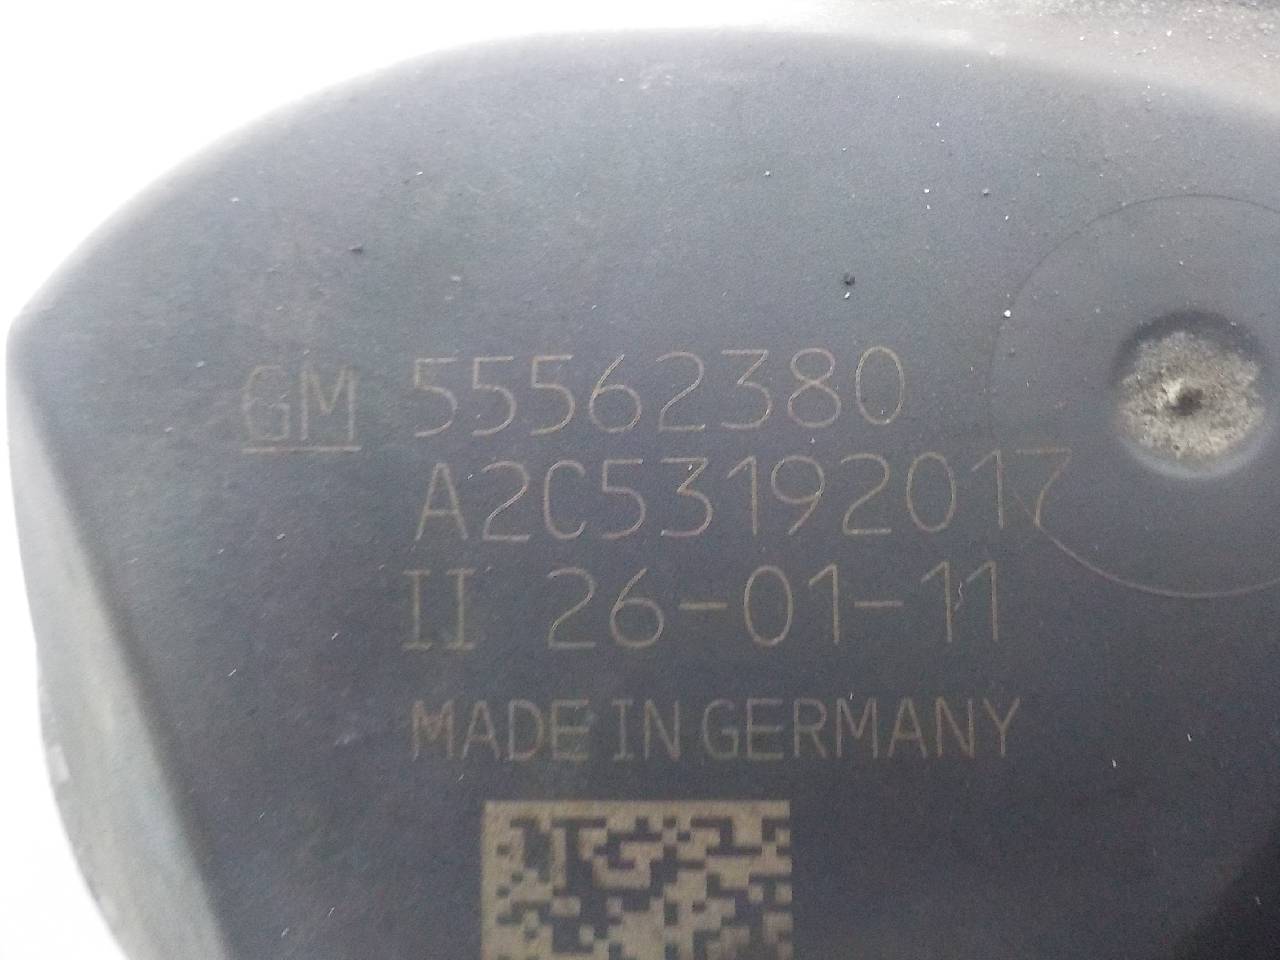 GM 55562380
A2C53192017
II 26-01-11
MADE IN GERMANY